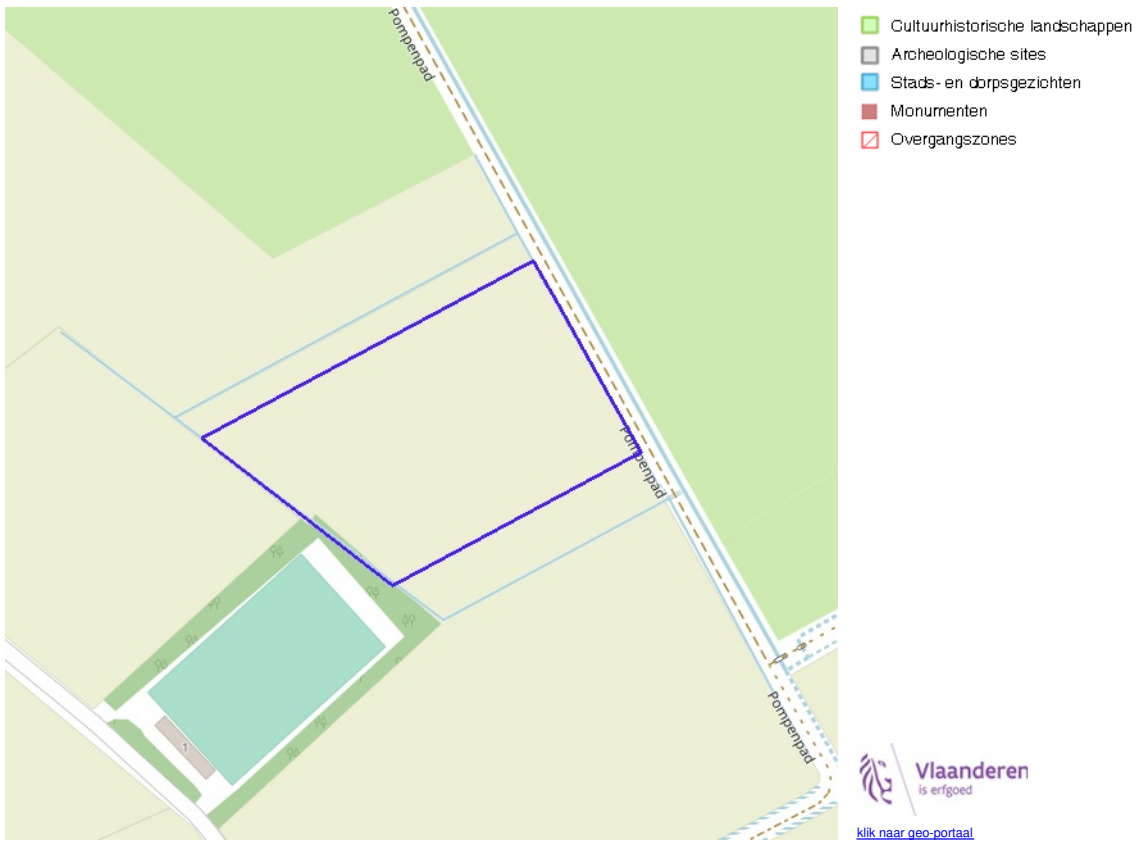 Pompenpad
Pompenpad
Pompenpad
1
Cultuurhistorische landschappen
Archeologische sites
Stads- en dorpsgezichten
Monumenten
Overgangszones
Vlaanderen
is erfgoed
klik naar geo-portaal